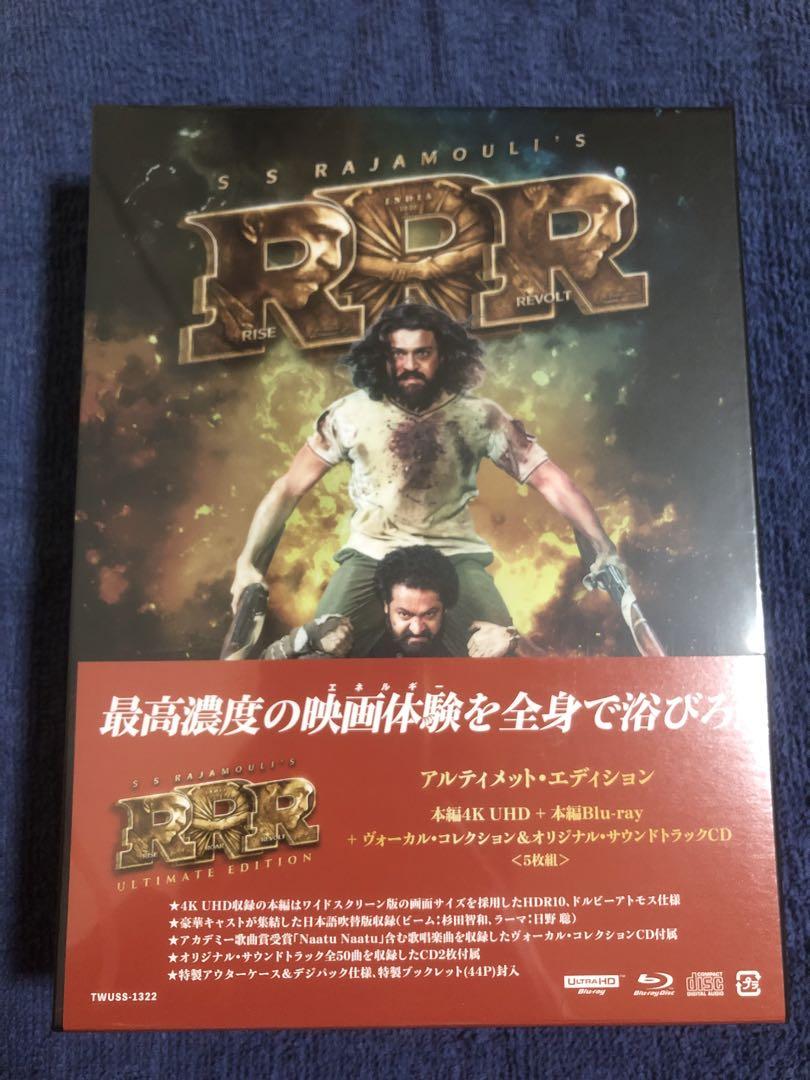 S S RAJAMOULI'S
INDIA
RRR
RISE
REVOLT
エネルギー
最高濃度の映画体験を全身で浴びろ
S S RAJAMOULI'S
RRR
RISE ROAR REVOLT
ULTIMATE EDITION
アルティメット・エディション
本編4K UHD + 本編Blu-ray
+ ヴォーカル・コレクション&オリジナル・サウンドトラックCD
<5枚組>
★4K UHD収録の本編はワイドスクリーン版の画面サイズを採用したHDR10、ドルビーアトモス仕様
★豪華キャストが集結した日本語吹替版収録(ビーム:杉田智和、ラーマ:日野 聡)
★アカデミー歌曲賞受賞「Naatu Naatu」含む歌唱楽曲を収録したヴォーカル・コレクションCD付属
★オリジナル・サウンドトラック全50曲を収録したCD2枚付属
★特製アウターケース&デジパック仕様、特製ブックレット(44P)封入
TWUSS-1322
ULTRA HD Blu-ray
Blu-ray Disc
COMPACT disc DIGITAL AUDIO
プラ